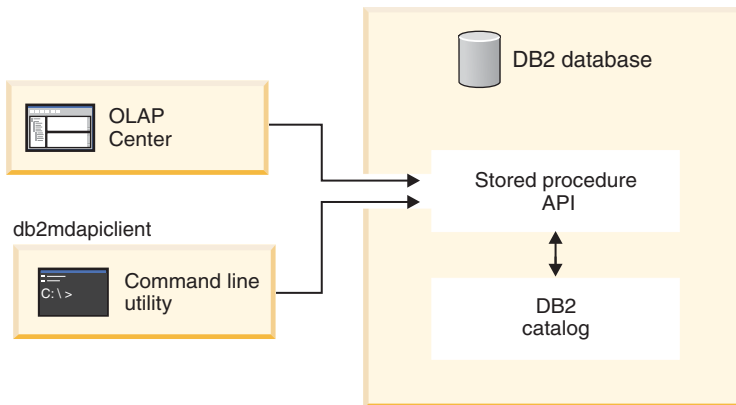 DB2 database
OLAP
Center
Stored procedure
API
db2mdapiclient
Command line
utility
C:\ >
DB2
catalog